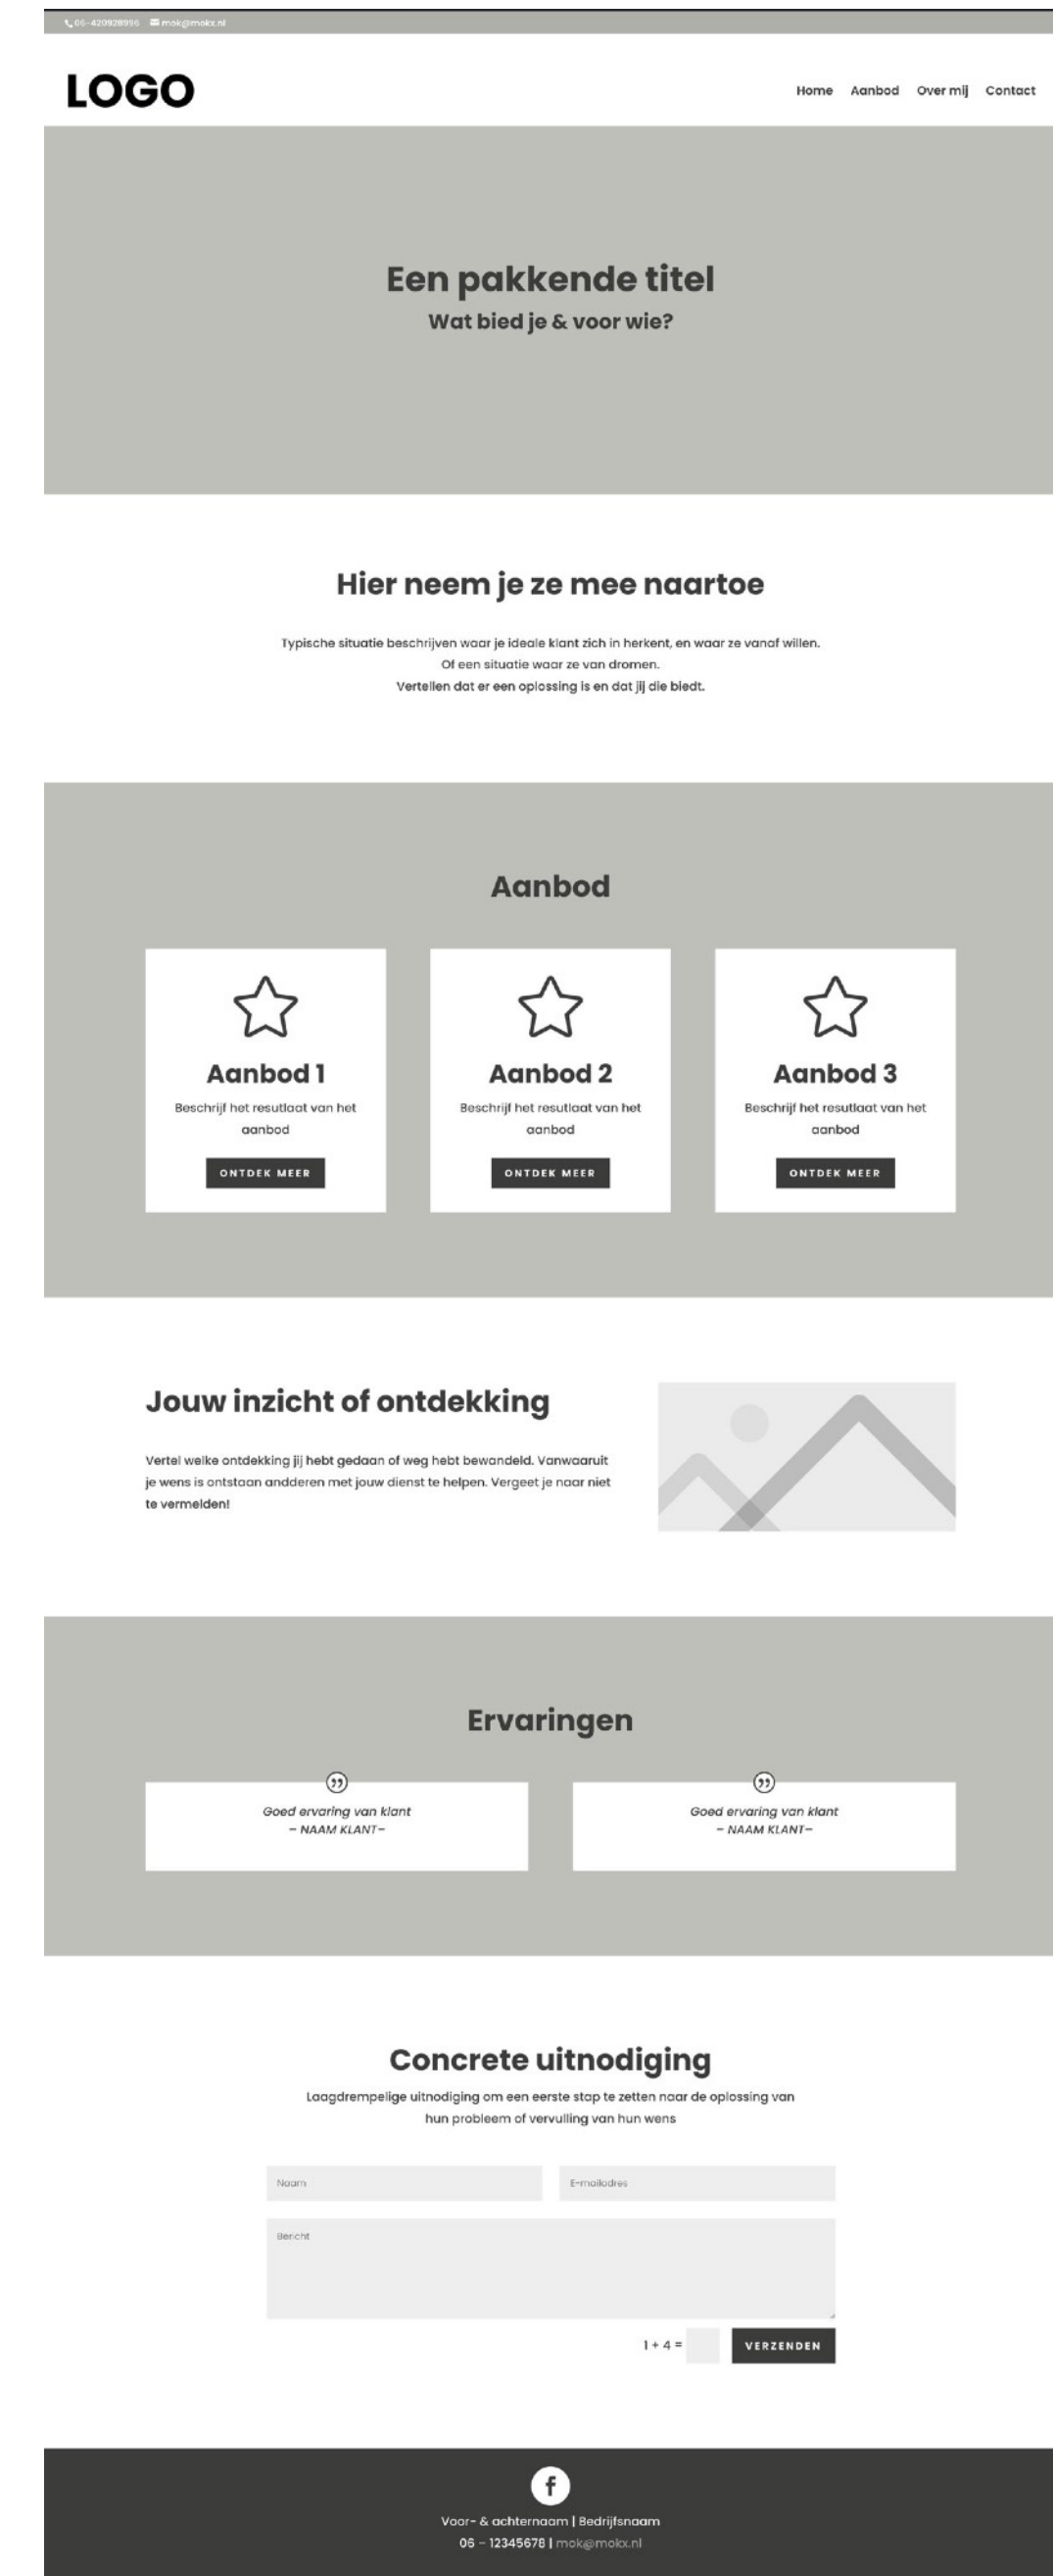 06-420928996 mok@mokx.nl
LOGO
Home Aanbod Over mij Contact
Een pakkende titel
Wat bied je & voor wie?
Hier neem je ze mee naartoe
Typische situatie beschrijven waar je ideale klant zich in herkent, en waar ze vanaf willen.
Of een situatie waar ze van dromen.
Vertellen dat er een oplossing is en dat jij die biedt.
Aanbod
Aanbod 1
Beschrijf het resutlaat van het
aanbod
ONTDEK MEER
Aanbod 2
Beschrijf het resutlaat van het
aanbod
ONTDEK MEER
Aanbod 3
Beschrijf het resutlaat van het
aanbod
ONTDEK MEER
Jouw inzicht of ontdekking
Vertel welke ontdekking jij hebt gedaan of weg hebt bewandeld. Vanwaaruit
je wens is ontstaan andderen met jouw dienst te helpen. Vergeet je naar niet
te vermelden!
Ervaringen
Goed ervaring van klant
– NAAM KLANT–
Goed ervaring van klant
– NAAM KLANT–
Concrete uitnodiging
Laagdrempelige uitnodiging om een eerste stap te zetten naar de oplossing van
hun probleem of vervulling van hun wens
Naam
E-mailadres
Bericht
1 + 4 =
VERZENDEN
Voor- & achternaam | Bedrijfsnaam
06 – 12345678 | mok@mokx.nl